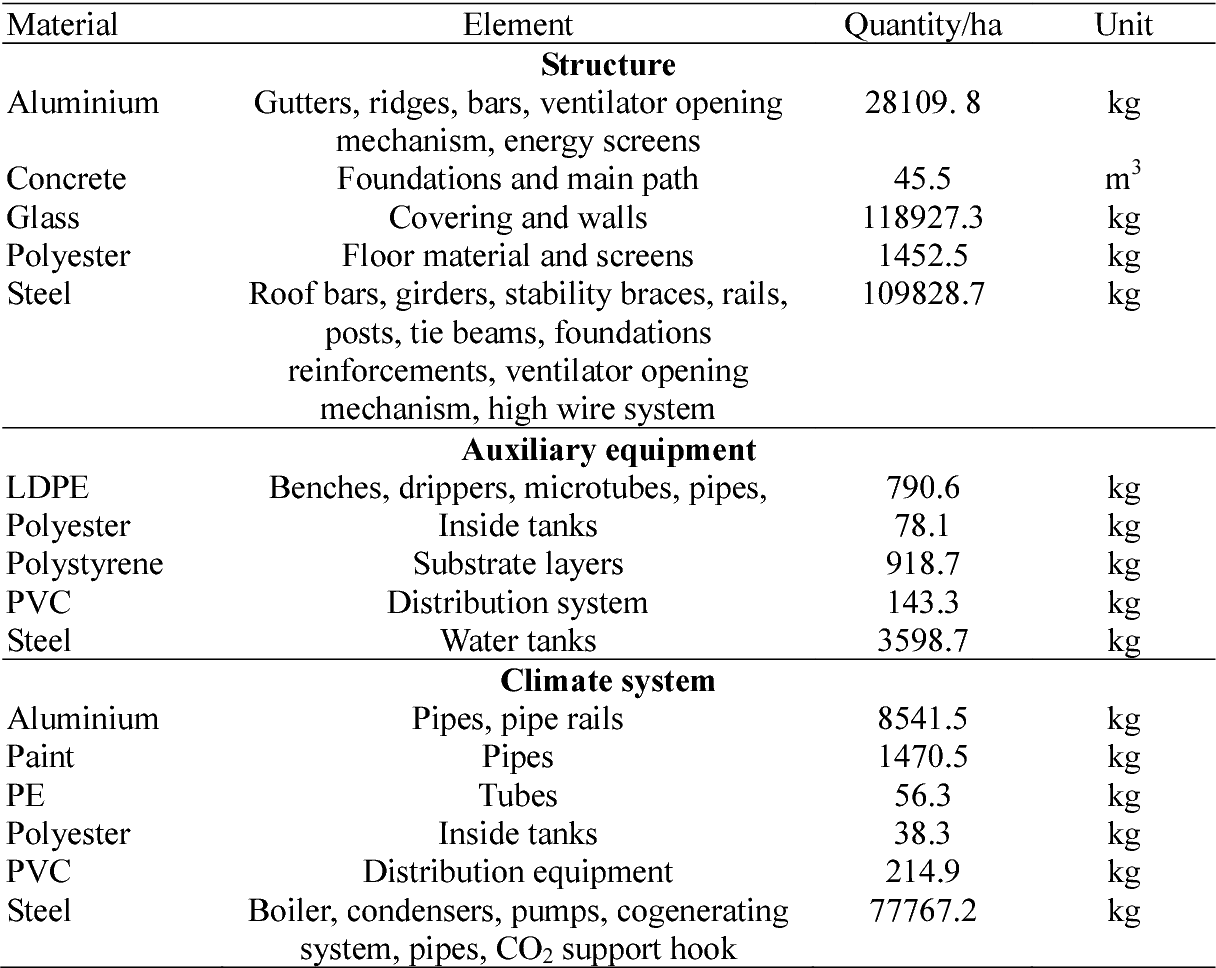 Material Element Quantity/ha Unit
Structure
Aluminium Gutters, ridges, bars, ventilator opening 28109. 8 kg
mechanism, energy screens
Concrete Foundations and main path 45.5 m³
Glass Covering and walls 118927.3 kg
Polyester Floor material and screens 1452.5 kg
Steel Roof bars, girders, stability braces, rails, 109828.7 kg
posts, tie beams, foundations
reinforcements, ventilator opening
mechanism, high wire system
Auxiliary equipment
LDPE Benches, drippers, microtubes, pipes, 790.6 kg
Polyester Inside tanks 78.1 kg
Polystyrene Substrate layers 918.7 kg
PVC Distribution system 143.3 kg
Steel Water tanks 3598.7 kg
Climate system
Aluminium Pipes, pipe rails 8541.5 kg
Paint Pipes 1470.5 kg
PE Tubes 56.3 kg
Polyester Inside tanks 38.3 kg
PVC Distribution equipment 214.9 kg
Steel Boiler, condensers, pumps, cogenerating 77767.2 kg
system, pipes, CO₂ support hook